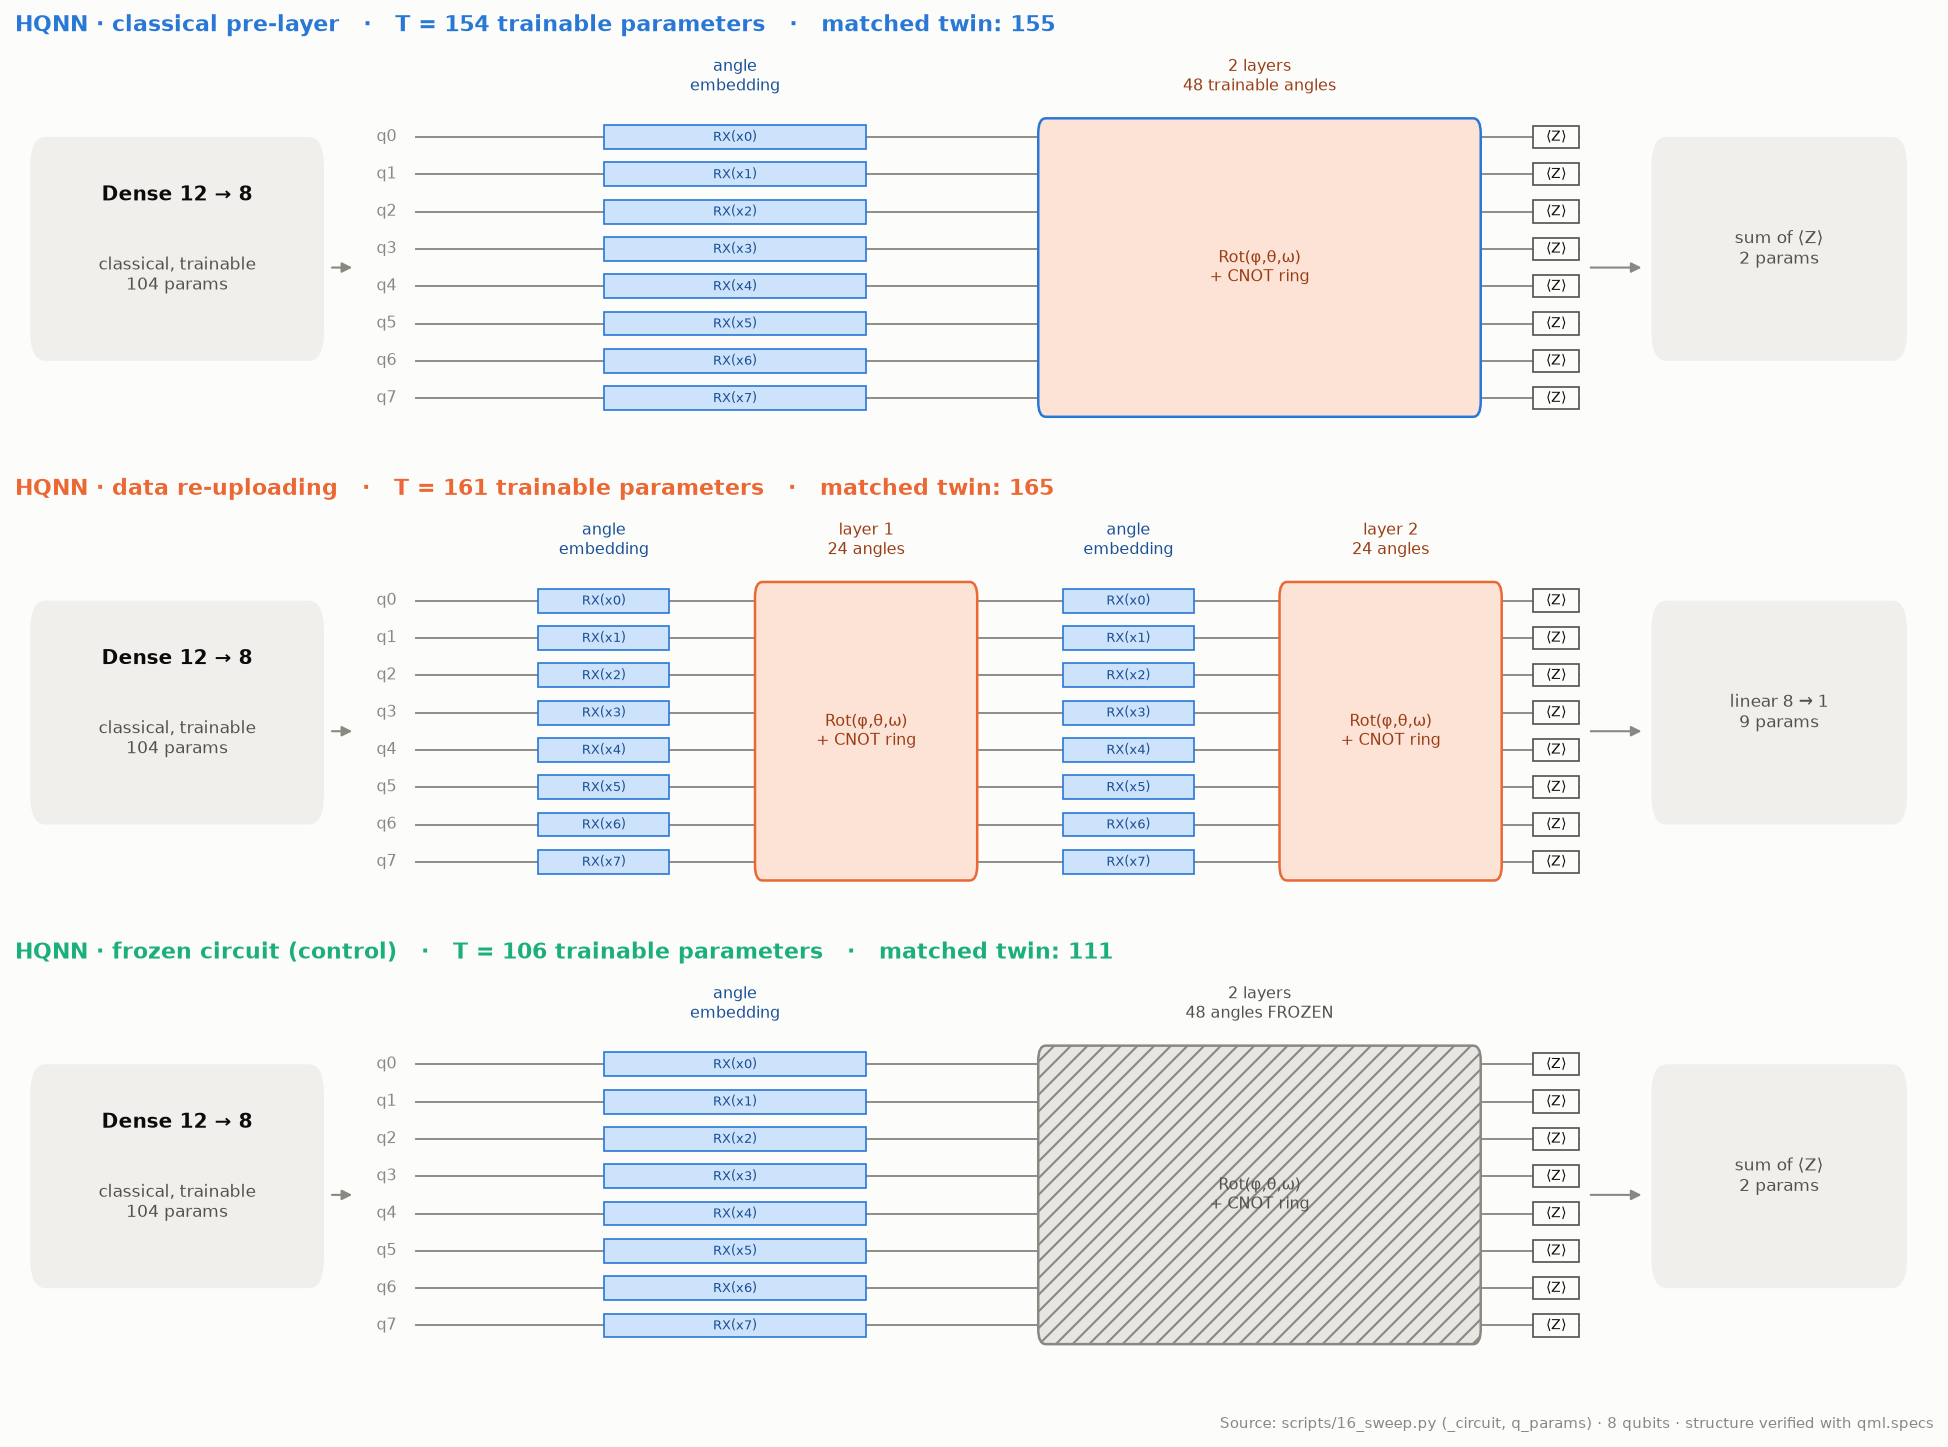 HQNN · classical pre-layer · T = 154 trainable parameters · matched twin: 155
angle
embedding
2 layers
48 trainable angles
Dense 12 → 8
classical, trainable
104 params
q0
q1
q2
q3
q4
q5
q6
q7
RX(x0)
RX(x1)
RX(x2)
RX(x3)
RX(x4)
RX(x5)
RX(x6)
RX(x7)
Rot(φ,θ,ω)
+ CNOT ring
⟨Z⟩
⟨Z⟩
⟨Z⟩
⟨Z⟩
⟨Z⟩
⟨Z⟩
⟨Z⟩
⟨Z⟩
sum of ⟨Z⟩
2 params
HQNN · data re-uploading · T = 161 trainable parameters · matched twin: 165
angle
embedding
layer 1
24 angles
angle
embedding
layer 2
24 angles
Dense 12 → 8
classical, trainable
104 params
q0
q1
q2
q3
q4
q5
q6
q7
RX(x0)
RX(x1)
RX(x2)
RX(x3)
RX(x4)
RX(x5)
RX(x6)
RX(x7)
Rot(φ,θ,ω)
+ CNOT ring
RX(x0)
RX(x1)
RX(x2)
RX(x3)
RX(x4)
RX(x5)
RX(x6)
RX(x7)
Rot(φ,θ,ω)
+ CNOT ring
⟨Z⟩
⟨Z⟩
⟨Z⟩
⟨Z⟩
⟨Z⟩
⟨Z⟩
⟨Z⟩
⟨Z⟩
linear 8 → 1
9 params
HQNN · frozen circuit (control) · T = 106 trainable parameters · matched twin: 111
angle
embedding
2 layers
48 angles FROZEN
Dense 12 → 8
classical, trainable
104 params
q0
q1
q2
q3
q4
q5
q6
q7
RX(x0)
RX(x1)
RX(x2)
RX(x3)
RX(x4)
RX(x5)
RX(x6)
RX(x7)
Rot(φ,θ,ω)
+ CNOT ring
⟨Z⟩
⟨Z⟩
⟨Z⟩
⟨Z⟩
⟨Z⟩
⟨Z⟩
⟨Z⟩
⟨Z⟩
sum of ⟨Z⟩
2 params
Source: scripts/16_sweep.py (_circuit, q_params) · 8 qubits · structure verified with qml.specs